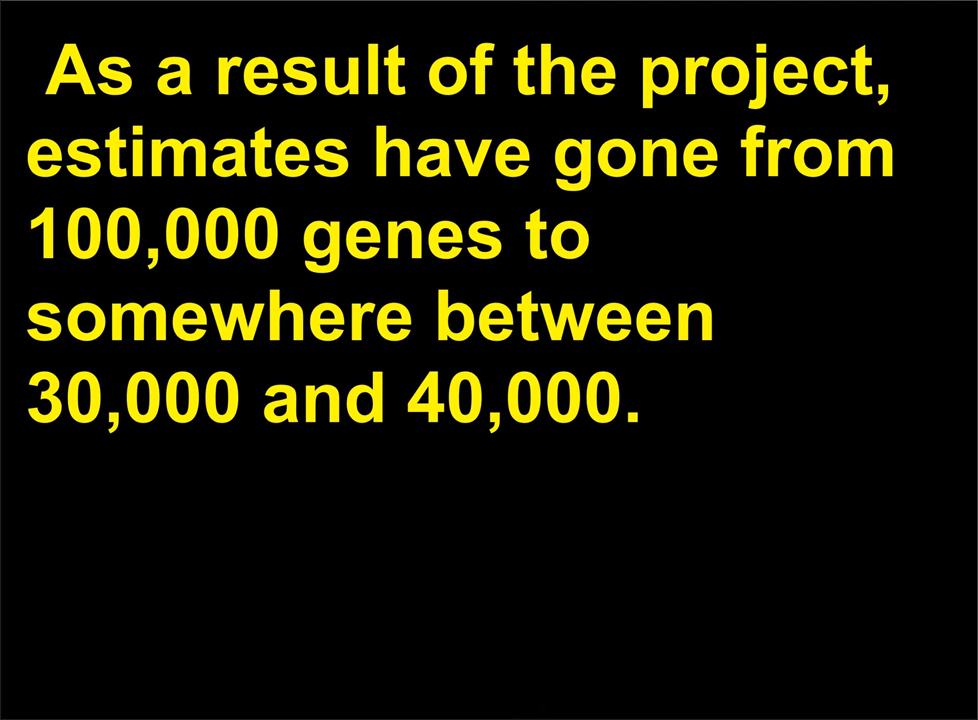 As a result of the project,
estimates have gone from
100,000 genes to
somewhere between
30,000 and 40,000.